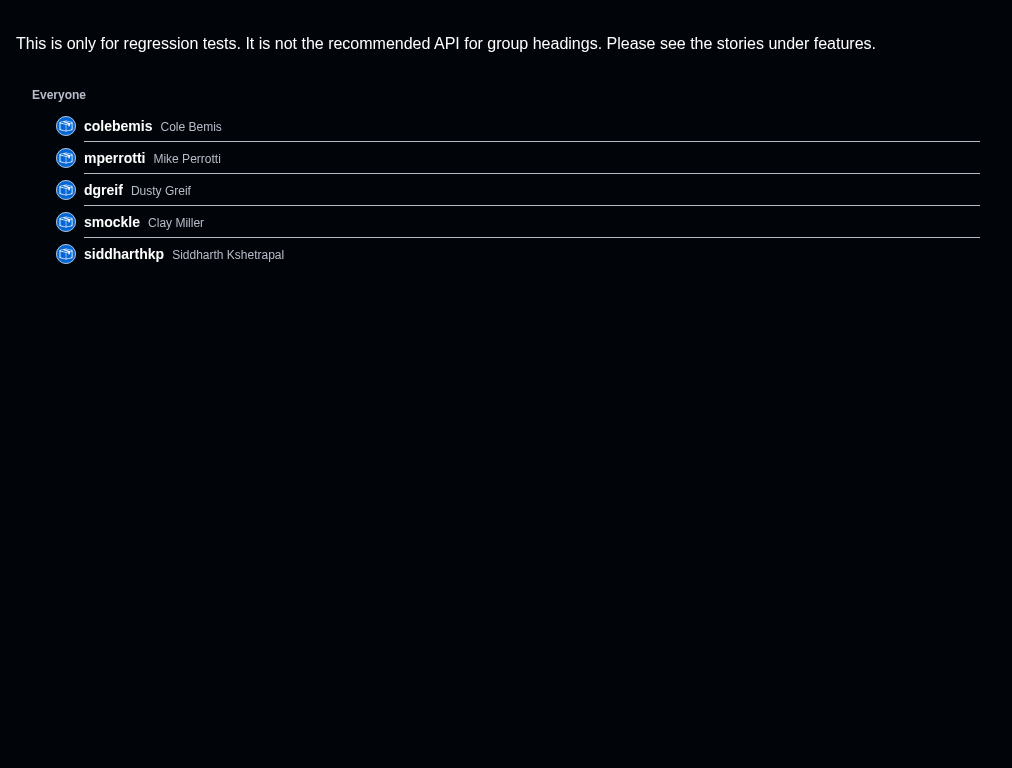 This is only for regression tests. It is not the recommended API for group headings. Please see the stories under features.
Everyone
colebemis Cole Bemis
mperrotti Mike Perrotti
dgreif Dusty Greif
smockle Clay Miller
siddharthkp Siddharth Kshetrapal